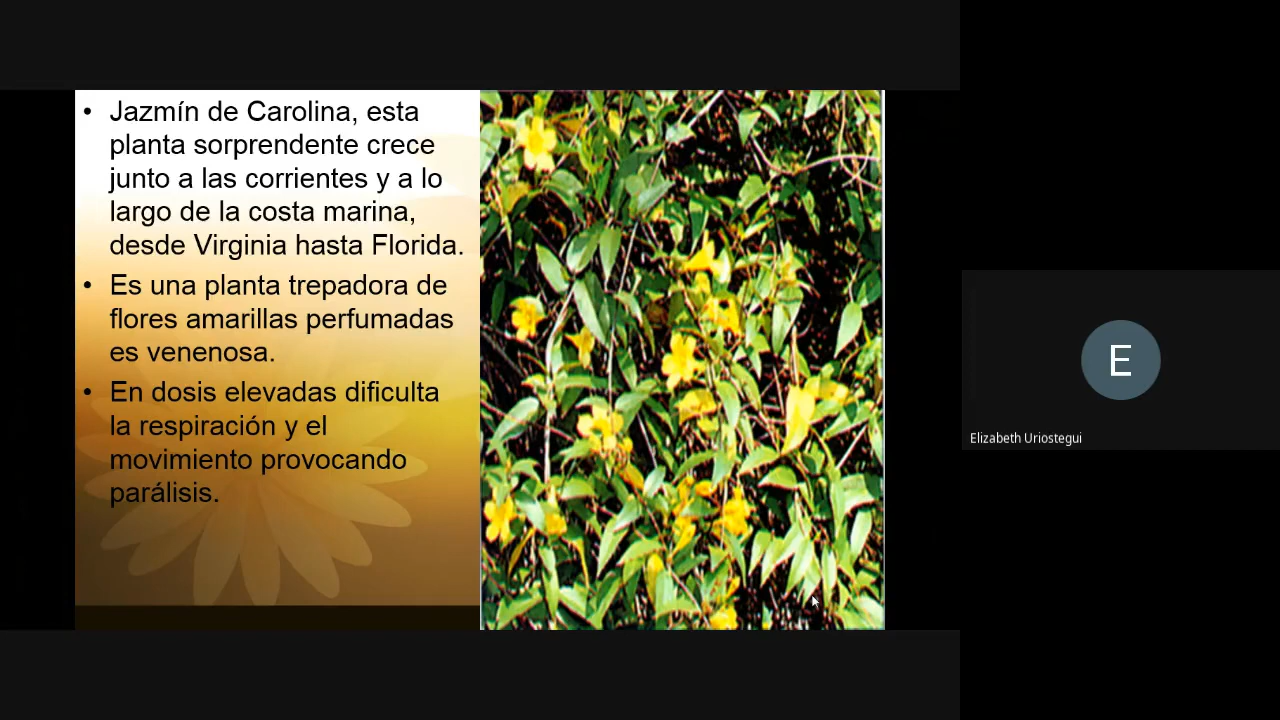 • Jazmín de Carolina, esta
planta sorprendente crece
junto a las corrientes y a lo
largo de la costa marina,
desde Virginia hasta Florida.
• Es una planta trepadora de
flores amarillas perfumadas
es venenosa.
• En dosis elevadas dificulta
la respiración y el
movimiento provocando
parálisis.
E
Elizabeth Uriostegui